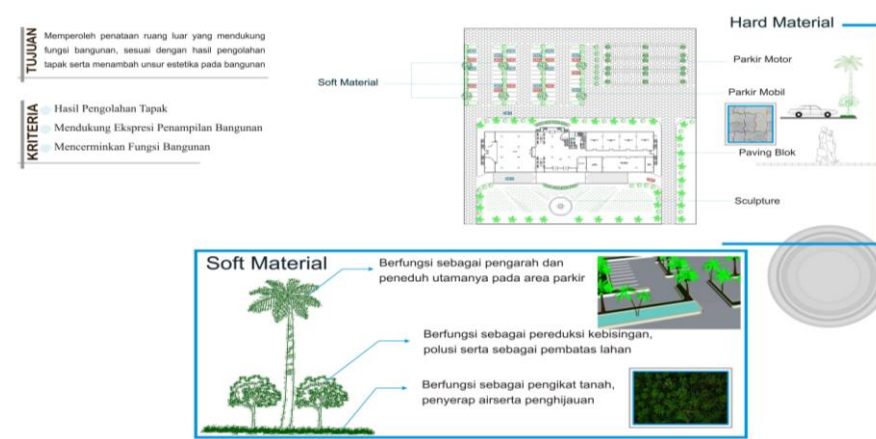 TUJUAN
Memperoleh penataan ruang luar yang mendukung
fungsi bangunan, sesuai dengan hasil pengolahan
tapak serta menambah unsur estetika pada bangunan
KRITERIA
Hasil Pengolahan Tapak
Mendukung Ekspresi Penampilan Bangunan
Mencerminkan Fungsi Bangunan
Soft Material
Hard Material
Parkir Motor
Parkir Mobil
Paving Blok
Sculpture
Soft Material
Berfungsi sebagai pengarah dan
peneduh utamanya pada area parkir
Berfungsi sebagai pereduksi kebisingan,
polusi serta sebagai pembatas lahan
Berfungsi sebagai pengikat tanah,
penyerap airserta penghijauan